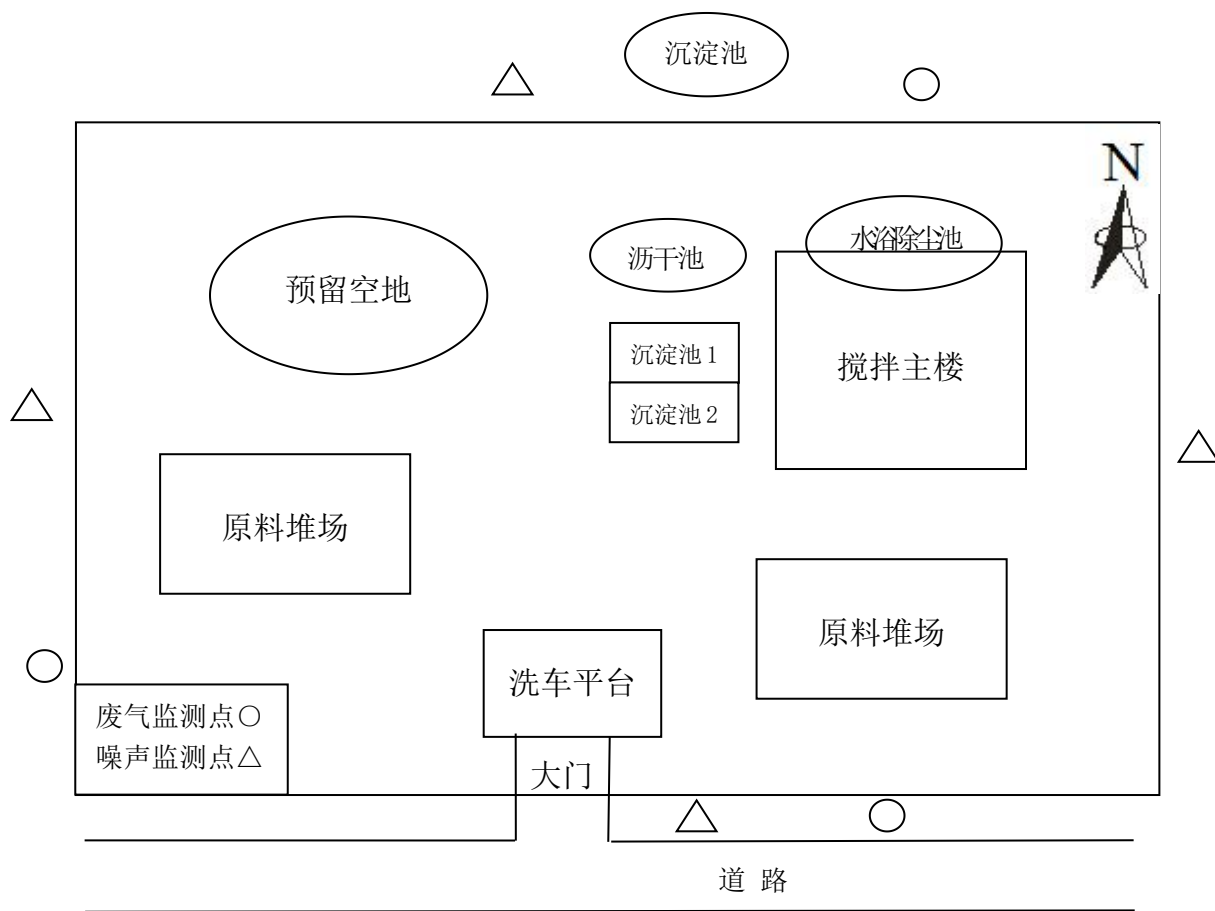 沉淀池
N
水浴除尘池
沥干池
预留空地
沉淀池1
搅拌主楼
沉淀池2
原料堆场
原料堆场
洗车平台
废气监测点○
噪声监测点△
大门
道 路